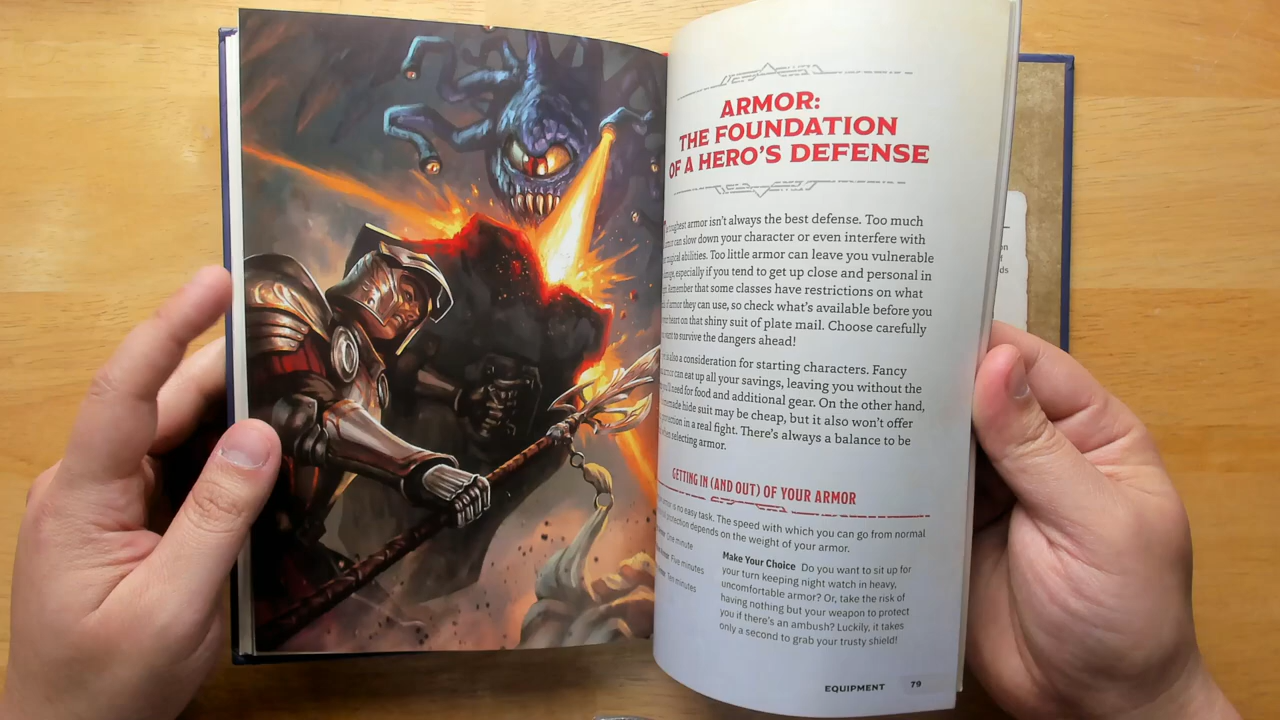 ARMOR:
THE FOUNDATION
OF A HERO'S DEFENSE
toughest armor isn't always the best defense. Too much
can slow down your character or even interfere with
magical abilities. Too little armor can leave you vulnerable
especially if you tend to get up close and personal in
Remember that some classes have restrictions on what
of armor they can use, so check what's available before you
your heart on that shiny suit of plate mail. Choose carefully
want to survive the dangers ahead!
is also a consideration for starting characters. Fancy
armor can eat up all your savings, leaving you without the
you'll need for food and additional gear. On the other hand,
hide suit may be cheap, but it also won't offer
protection in a real fight. There's always a balance to be
when selecting armor.
GETTING IN (AND OUT) OF YOUR ARMOR
armor is no easy task. The speed with which you can go from normal
protection depends on the weight of your armor.
One minute
Five minutes
Ten minutes
Make Your Choice Do you want to sit up for
your turn keeping night watch in heavy,
uncomfortable armor? Or, take the risk of
having nothing but your weapon to protect
you if there's an ambush? Luckily, it takes
only a second to grab your trusty shield!
EQUIPMENT 79